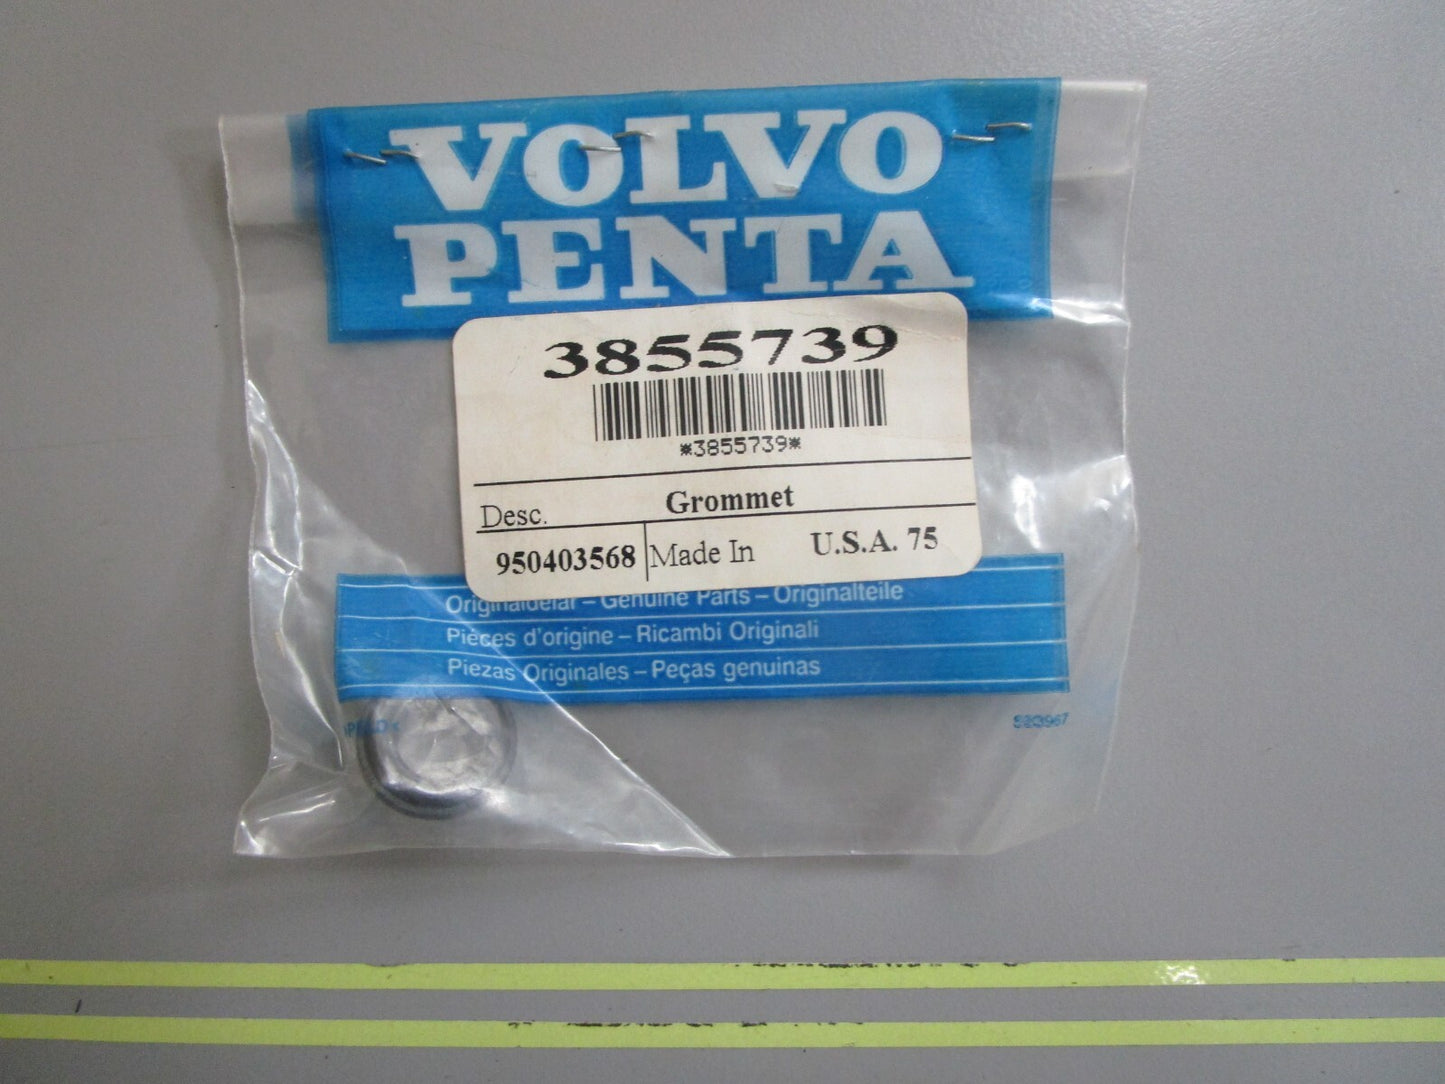 VOLVO
PENTA
3855739
*3855739*
Desc. Grommet
950403568 Made In U.S.A. 75
Originaldelar – Genuine Parts – Originalteile
Pièces d'origine – Ricambi Originali
Piezas Originales – Peças genuinas